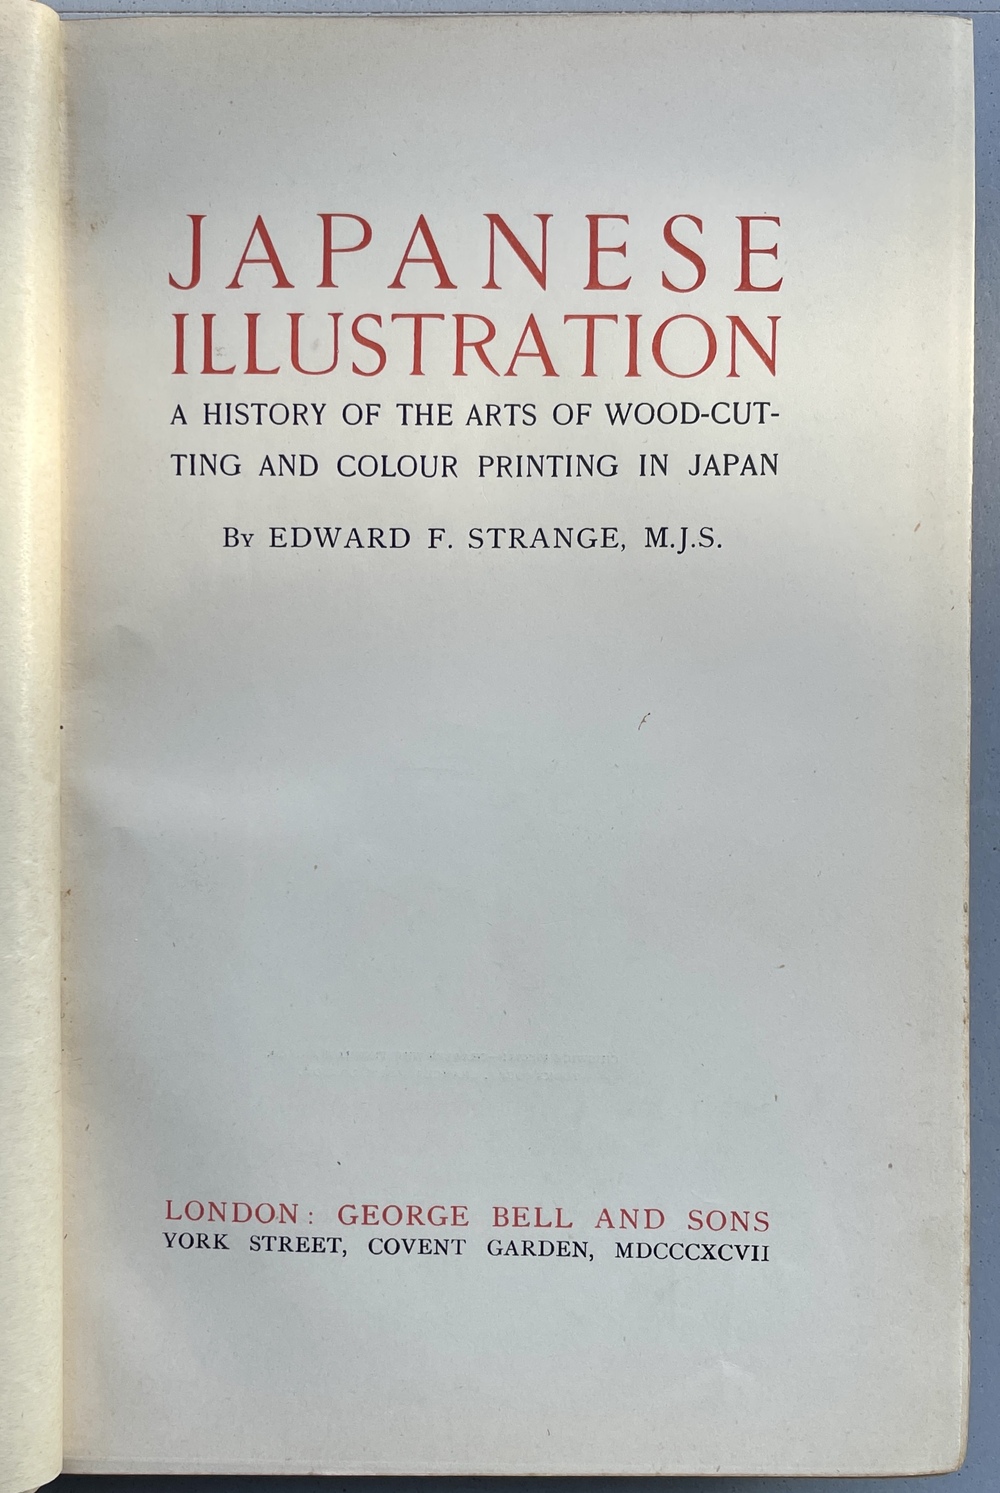 JAPANESE
ILLUSTRATION
A HISTORY OF THE ARTS OF WOOD-CUT-
TING AND COLOUR PRINTING IN JAPAN
By EDWARD F. STRANGE, M.J.S.
LONDON: GEORGE BELL AND SONS
YORK STREET, COVENT GARDEN, MDCCCXCVII